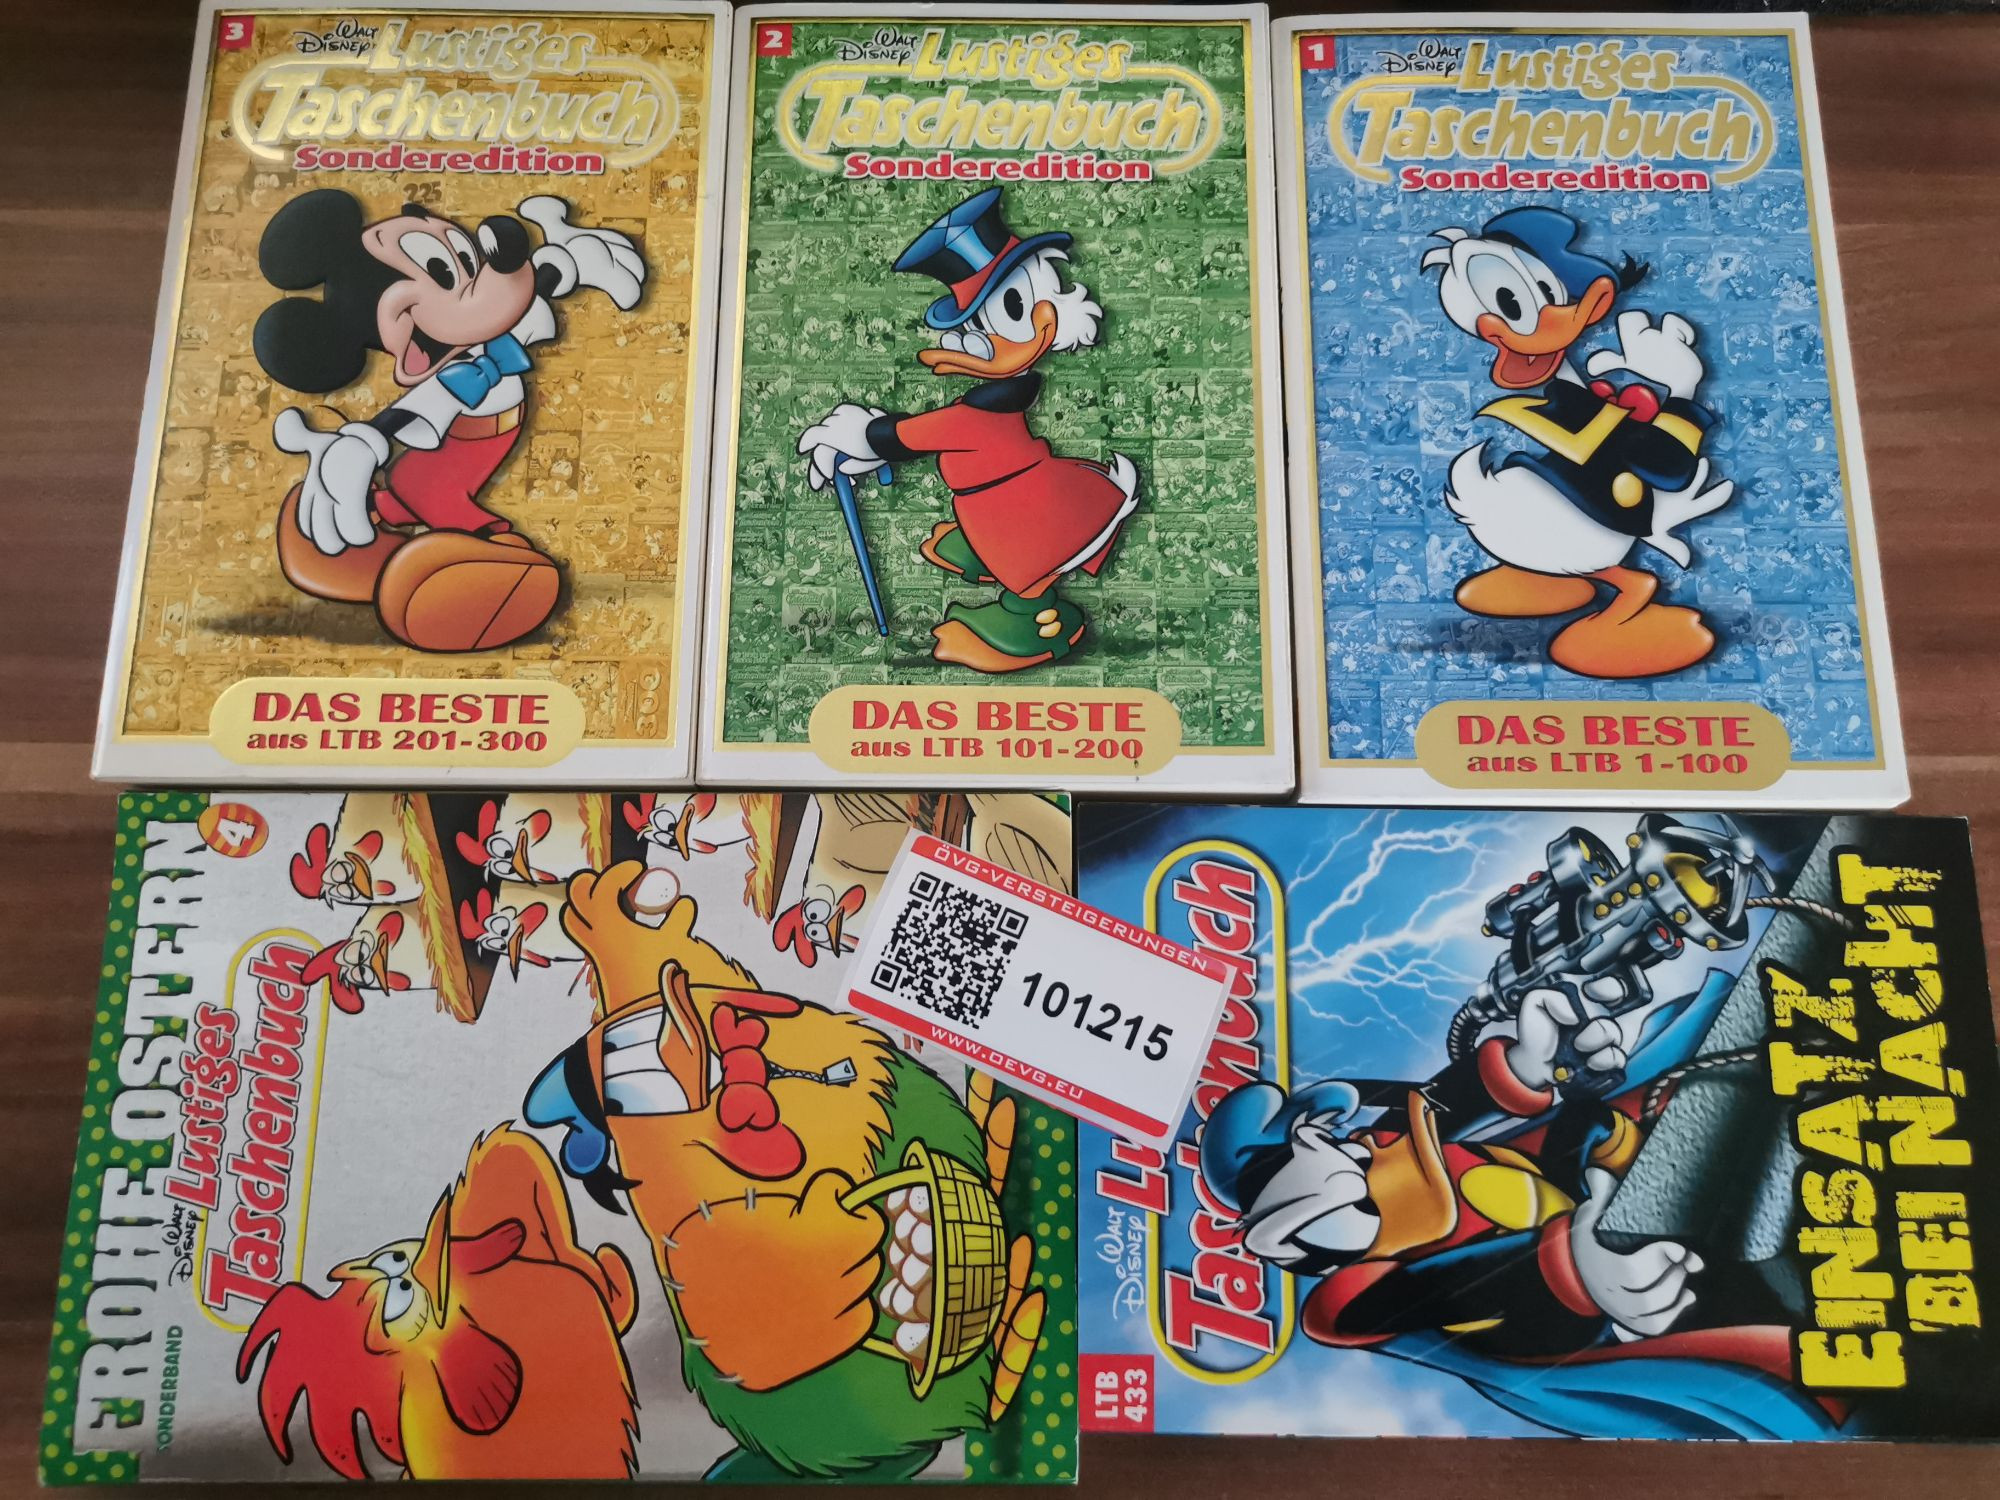 3
Walt Disney
Lustiges
Taschenbuch
Sonderedition
225
DAS BESTE
aus LTB 201-300
2
Walt Disney
Lustiges
Taschenbuch
Sonderedition
DAS BESTE
aus LTB 101-200
1
Walt Disney
Lustiges
Taschenbuch
Sonderedition
DAS BESTE
aus LTB 1-100
FROHE OSTERN
4
SONDERBAND
Walt Disney
Lustiges
Taschenbuch
ÖVG-VERSTEIGERUNGEN
101215
WWW.OEVG.EU
Walt Disney
Lu
Taschenbuch
LTB
433
EINSATZ
BEI NACHT